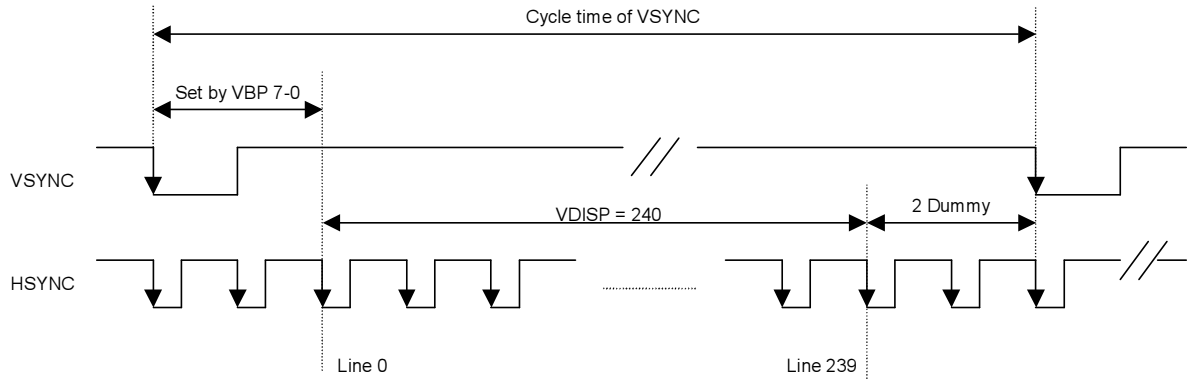 Cycle time of VSYNC
Set by VBP 7-0
VSYNC
VDISP = 240
2 Dummy
HSYNC
Line 0
Line 239